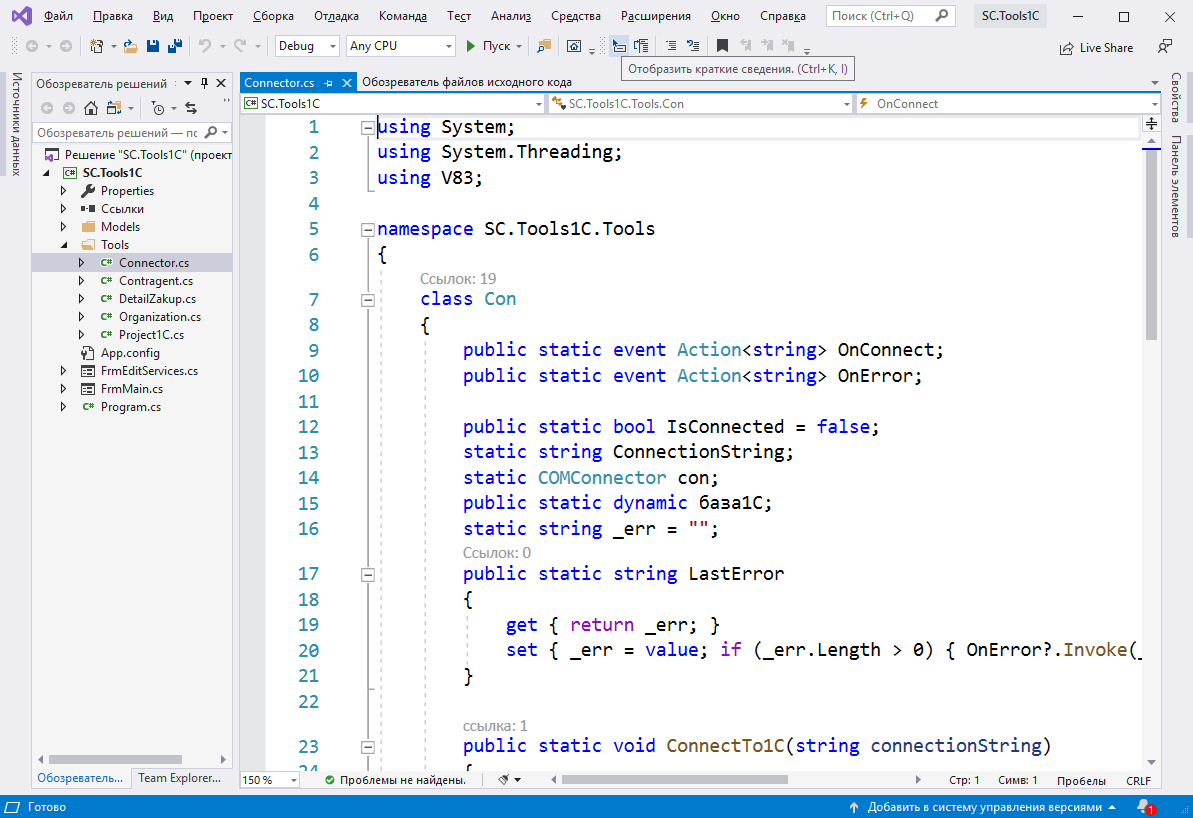 Файл Правка Вид Проект Сборка Отладка Команда Тест Анализ Средства Расширения Окно Справка Поиск (Ctrl+Q) SC.Tools1C
Debug Any CPU Пуск Live Share
Отобразить краткие сведения. (Ctrl+K, I)
Источники данных
Обозреватель решений
Обозреватель решений — пс
Решение "SC.Tools1C" (проект
SC.Tools1C
Properties
Ссылки
Models
Tools
Connector.cs
Contragent.cs
DetailZakup.cs
Organization.cs
Project1C.cs
App.config
FrmEditServices.cs
FrmMain.cs
Program.cs
Обозреватель... Team Explorer...
Connector.cs Обозреватель файлов исходного кода
SC.Tools1C SC.Tools1C.Tools.Con OnConnect
1 using System;
2 using System.Threading;
3 using V83;
4
5 namespace SC.Tools1C.Tools
6 {
Ссылок: 19
7 class Con
8 {
9 public static event Action<string> OnConnect;
10 public static event Action<string> OnError;
11
12 public static bool IsConnected = false;
13 static string ConnectionString;
14 static COMConnector con;
15 public static dynamic база1С;
16 static string _err = "";
Ссылок: 0
17 public static string LastError
18 {
19 get { return _err; }
20 set { _err = value; if (_err.Length > 0) { OnError?.Invoke(_
21 }
22
ссылка: 1
23 public static void ConnectTo1C(string connectionString)
24 {
150 % Проблемы не найдены. Стр: 1 Симв: 1 Пробелы CRLF
Свойства
Панель элементов
Готово Добавить в систему управления версиями 1